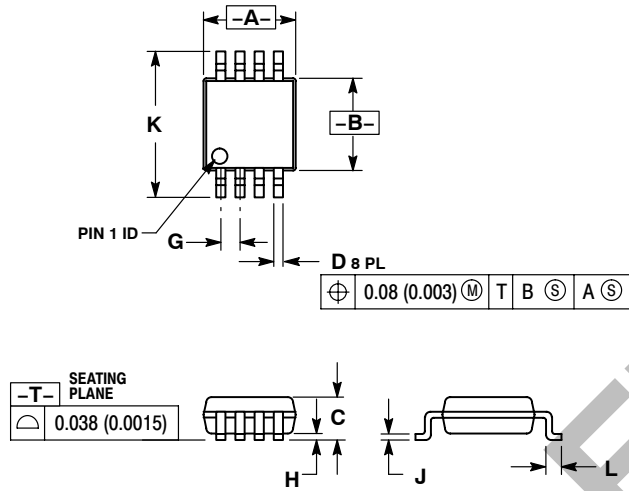 –A–
K
–B–
PIN 1 ID
G
D 8 PL
⌖ 0.08 (0.003) Ⓜ T B Ⓢ A Ⓢ
–T– SEATING PLANE
⌓ 0.038 (0.0015)
C
H
J
L